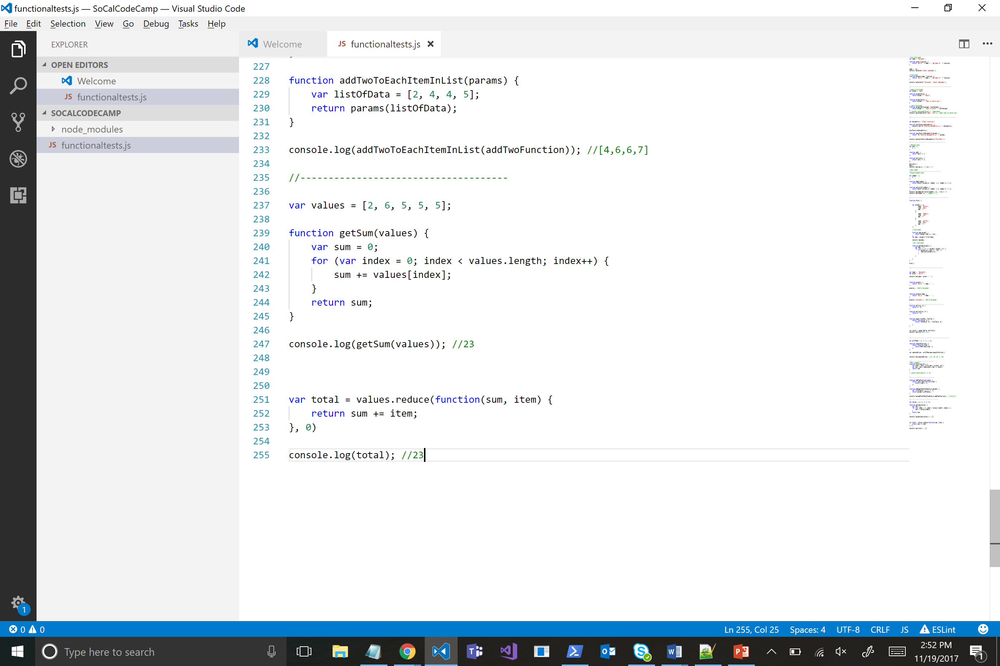 functionaltests.js — SoCalCodeCamp — Visual Studio Code
File Edit Selection View Go Debug Tasks Help
EXPLORER
OPEN EDITORS
Welcome
JS functionaltests.js
SOCALCODECAMP
node_modules
JS functionaltests.js
Welcome
JS functionaltests.js
227
228 function addTwoToEachItemInList(params) {
229 var listOfData = [2, 4, 4, 5];
230 return params(listOfData);
231 }
232
233 console.log(addTwoToEachItemInList(addTwoFunction)); //[4,6,6,7]
234
235 //-------------------------------------
236
237 var values = [2, 6, 5, 5, 5];
238
239 function getSum(values) {
240 var sum = 0;
241 for (var index = 0; index < values.length; index++) {
242 sum += values[index];
243 }
244 return sum;
245 }
246
247 console.log(getSum(values)); //23
248
249
250
251 var total = values.reduce(function(sum, item) {
252 return sum += item;
253 }, 0)
254
255 console.log(total); //23
1
0 0
Ln 255, Col 25 Spaces: 4 UTF-8 CRLF JS ESLint
Type here to search
2:52 PM
11/19/2017
1